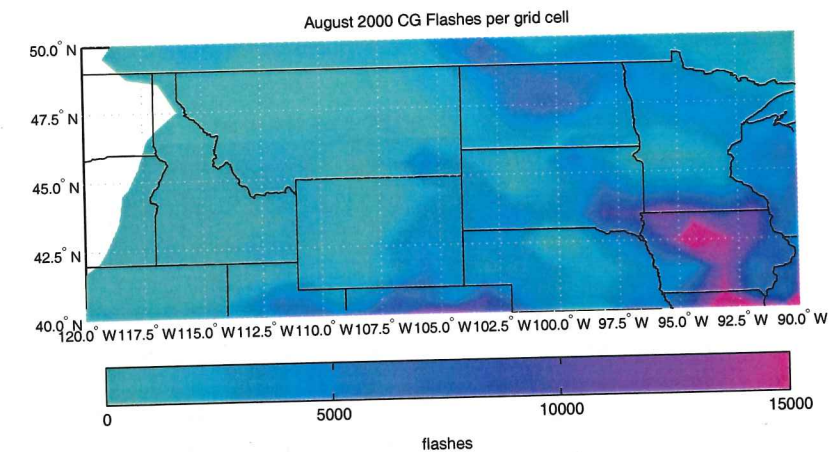 August 2000 CG Flashes per grid cell
50.0° N
47.5° N
45.0° N
42.5° N
40.0° N
120.0° W 117.5° W 115.0° W 112.5° W 110.0° W 107.5° W 105.0° W 102.5° W 100.0° W 97.5° W 95.0° W 92.5° W 90.0° W
0 5000 10000 15000
flashes